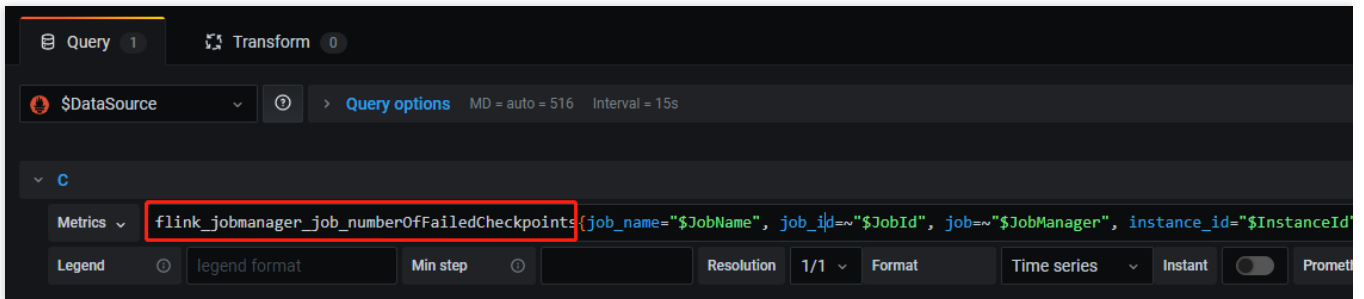 Query 1 Transform 0
$DataSource Query options MD = auto = 516 Interval = 15s
C
Metrics flink_jobmanager_job_numberOfFailedCheckpoints{job_name="$JobName", job_id=~"$JobId", job=~"$JobManager", instance_id="$InstanceId"
Legend legend format Min step Resolution 1/1 Format Time series Instant Prometh